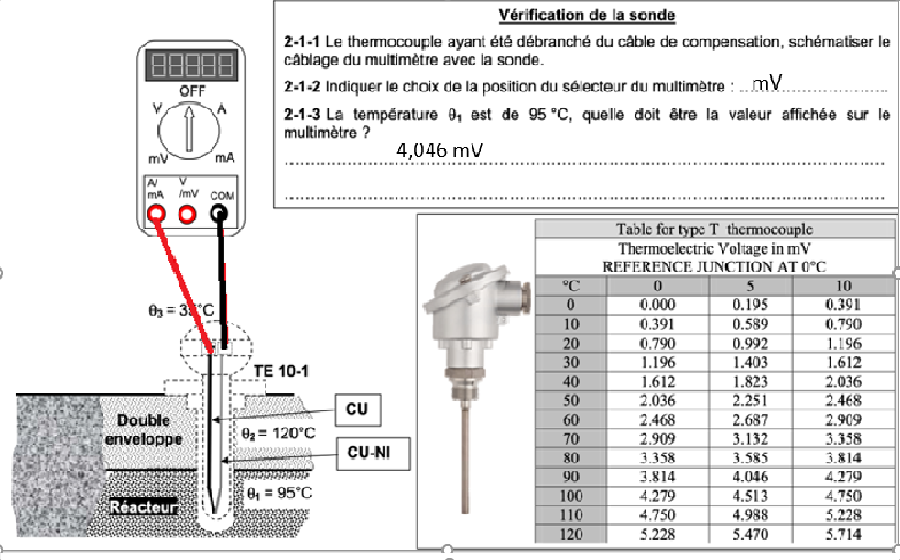 Vérification de la sonde
2-1-1 Le thermocouple ayant été débranché du câble de compensation, schématiser le
câblage du multimètre avec la sonde.
2-1-2 Indiquer le choix de la position du sélecteur du multimètre : ...mV......................
2-1-3 La température θ₁ est de 95 °C, quelle doit être la valeur affichée sur le
multimètre ?
4,046 mV
OFF
V A
mV mA
A/ V
mA /mV COM
θ₃ = 35°C
TE 10-1
CU
Double
enveloppe
θ₂ = 120°C
CU-NI
θ₁ = 95°C
Réacteur
Table for type T thermocouple
Thermoelectric Voltage in mV
REFERENCE JUNCTION AT 0°C
°C 0 5 10
0 0.000 0.195 0.391
10 0.391 0.589 0.790
20 0.790 0.992 1.196
30 1.196 1.403 1.612
40 1.612 1.823 2.036
50 2.036 2.251 2.468
60 2.468 2.687 2.909
70 2.909 3.132 3.358
80 3.358 3.585 3.814
90 3.814 4.046 4.279
100 4.279 4.513 4.750
110 4.750 4.988 5.228
120 5.228 5.470 5.714